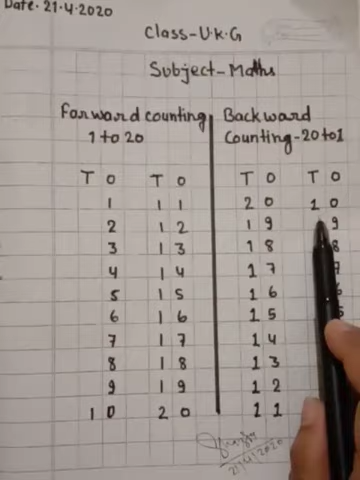 Date. 21.4.2020
Class-U.K.G
Subject-Maths
Forward counting
1 to 20
T O T O
1 1 1
2 1 2
3 1 3
4 1 4
5 1 5
6 1 6
7 1 7
8 1 8
9 1 9
1 0 2 0
Backward
Counting-20 to 1
T O T O
2 0 1 0
1 9 9
1 8 8
1 7 7
1 6
1 5
1 4
1 3
1 2
1 1
21/4/2020